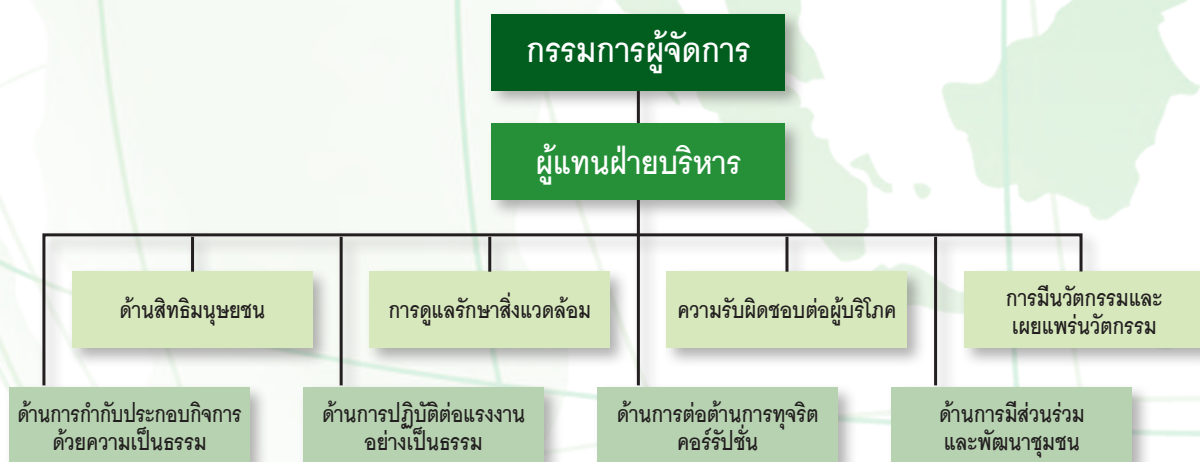 กรรมการผู้จัดการ
ผู้แทนฝ่ายบริหาร
ด้านสิทธิมนุษยชน
การดูแลรักษาสิ่งแวดล้อม
ความรับผิดชอบต่อผู้บริโภค
การมีนวัตกรรมและ
เผยแพร่นวัตกรรม
ด้านการกำกับประกอบกิจการ
ด้วยความเป็นธรรม
ด้านการปฏิบัติต่อแรงงาน
อย่างเป็นธรรม
ด้านการต่อต้านการทุจริต
คอร์รัปชั่น
ด้านการมีส่วนร่วม
และพัฒนาชุมชน